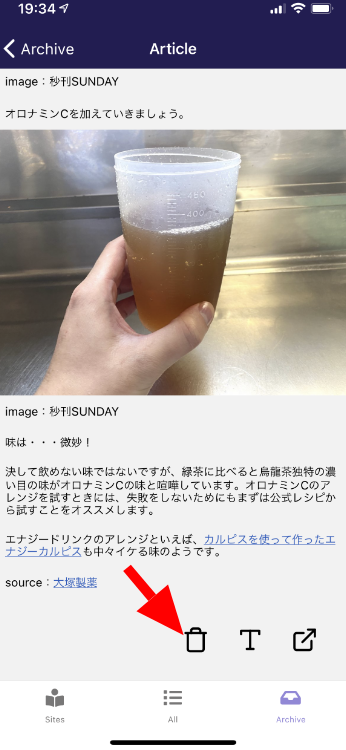 19:34
Archive
Article
image：秒刊SUNDAY
オロナミンCを加えていきましょう。
450
400
image：秒刊SUNDAY
味は・・・微妙！
決して飲めない味ではないですが、緑茶に比べると烏龍茶独特の濃
い目の味がオロナミンCの味と喧嘩しています。オロナミンCのア
レンジを試すときには、失敗をしないためにもまずは公式レシピか
ら試すことをオススメします。
エナジードリンクのアレンジといえば、カルピスを使って作ったエ
ナジーカルピスも中々イケる味のようです。
source：大塚製薬
T
Sites
All
Archive